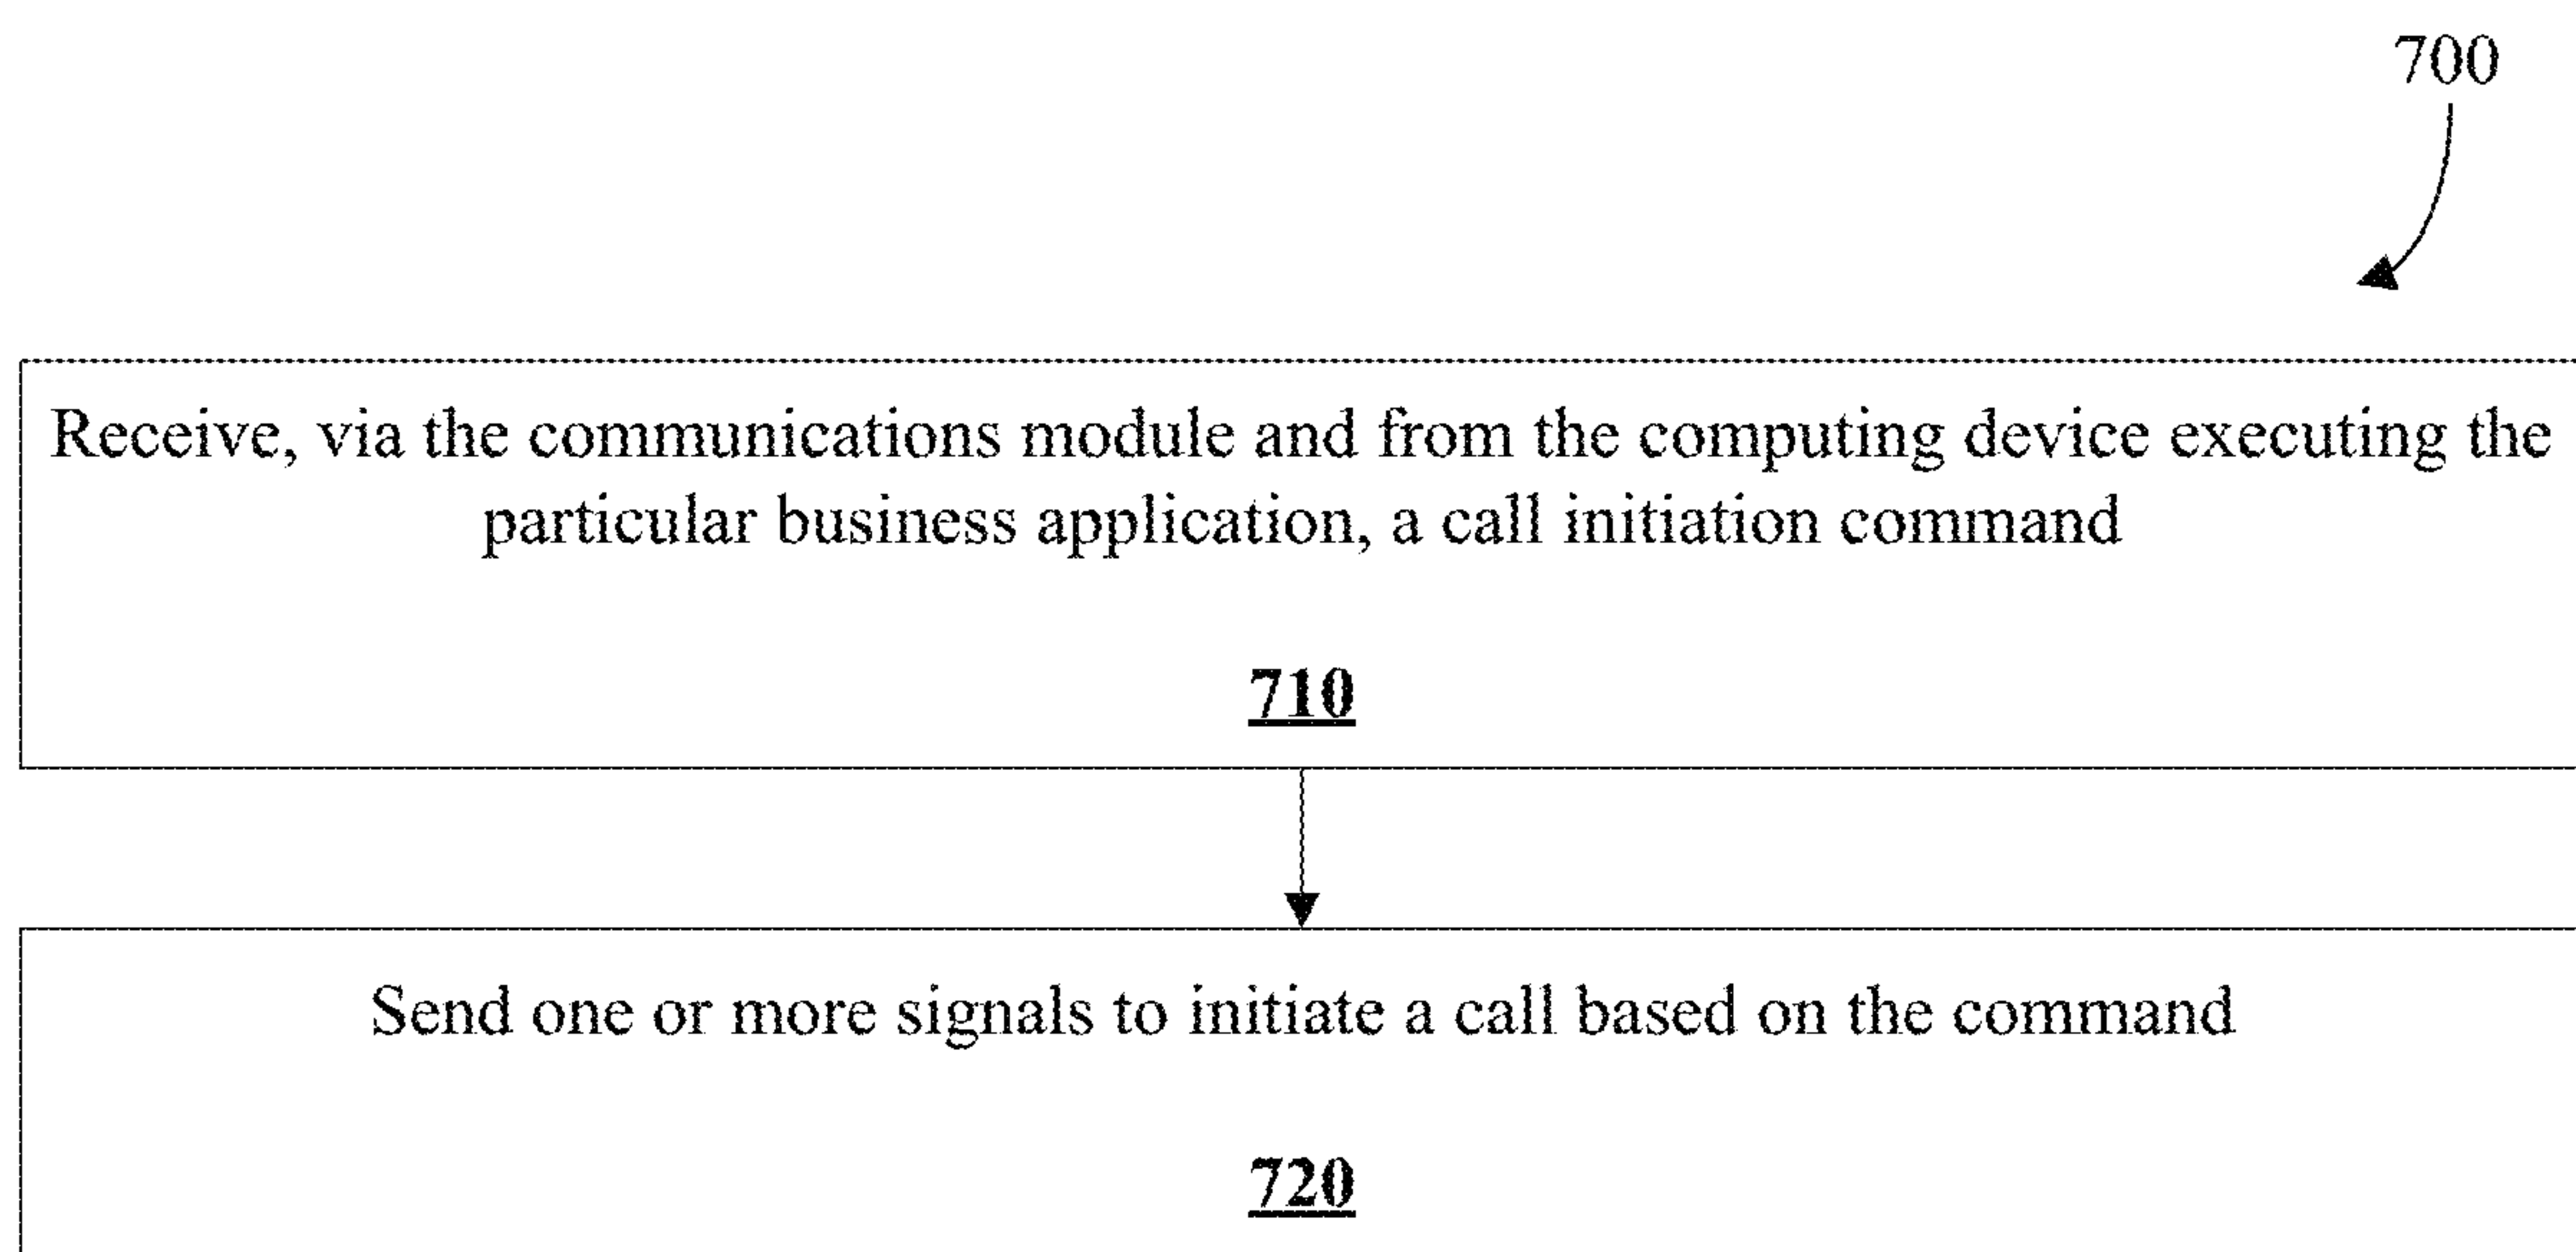 700
Receive, via the communications module and from the computing device executing the
particular business application, a call initiation command
710
Send one or more signals to initiate a call based on the command
720